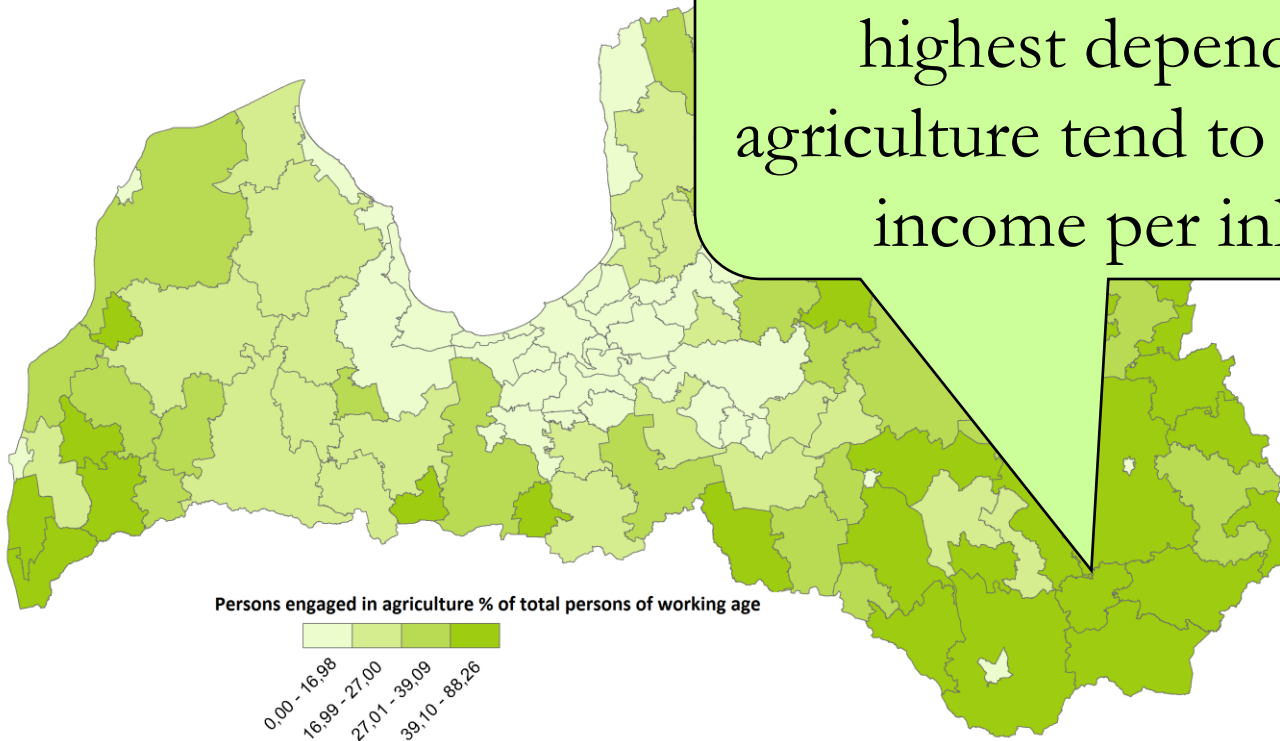 highest depend
agriculture tend to
income per inl
Persons engaged in agriculture % of total persons of working age
0,00 - 16,98
16,99 - 27,00
27,01 - 39,09
39,10 - 88,26